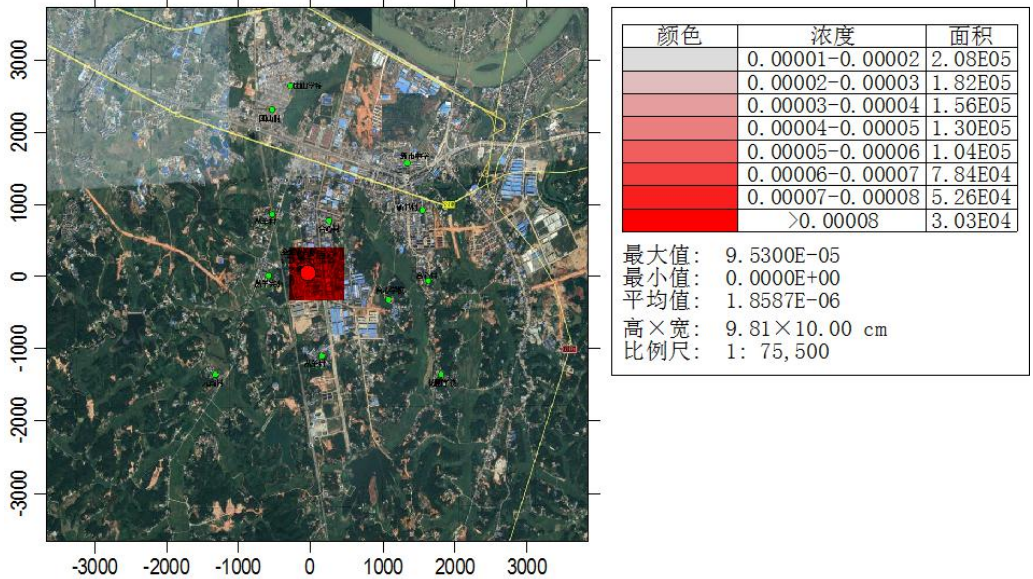 颜色 浓度 面积
0.00001-0.00002 2.08E05
0.00002-0.00003 1.82E05
0.00003-0.00004 1.56E05
0.00004-0.00005 1.30E05
0.00005-0.00006 1.04E05
0.00006-0.00007 7.84E04
0.00007-0.00008 5.26E04
>0.00008 3.03E04
最大值: 9.5300E-05
最小值: 0.0000E+00
平均值: 1.8587E-06
高×宽: 9.81×10.00 cm
比例尺: 1: 75,500
3000
2000
1000
0
-1000
-2000
-3000
-3000 -2000 -1000 0 1000 2000 3000